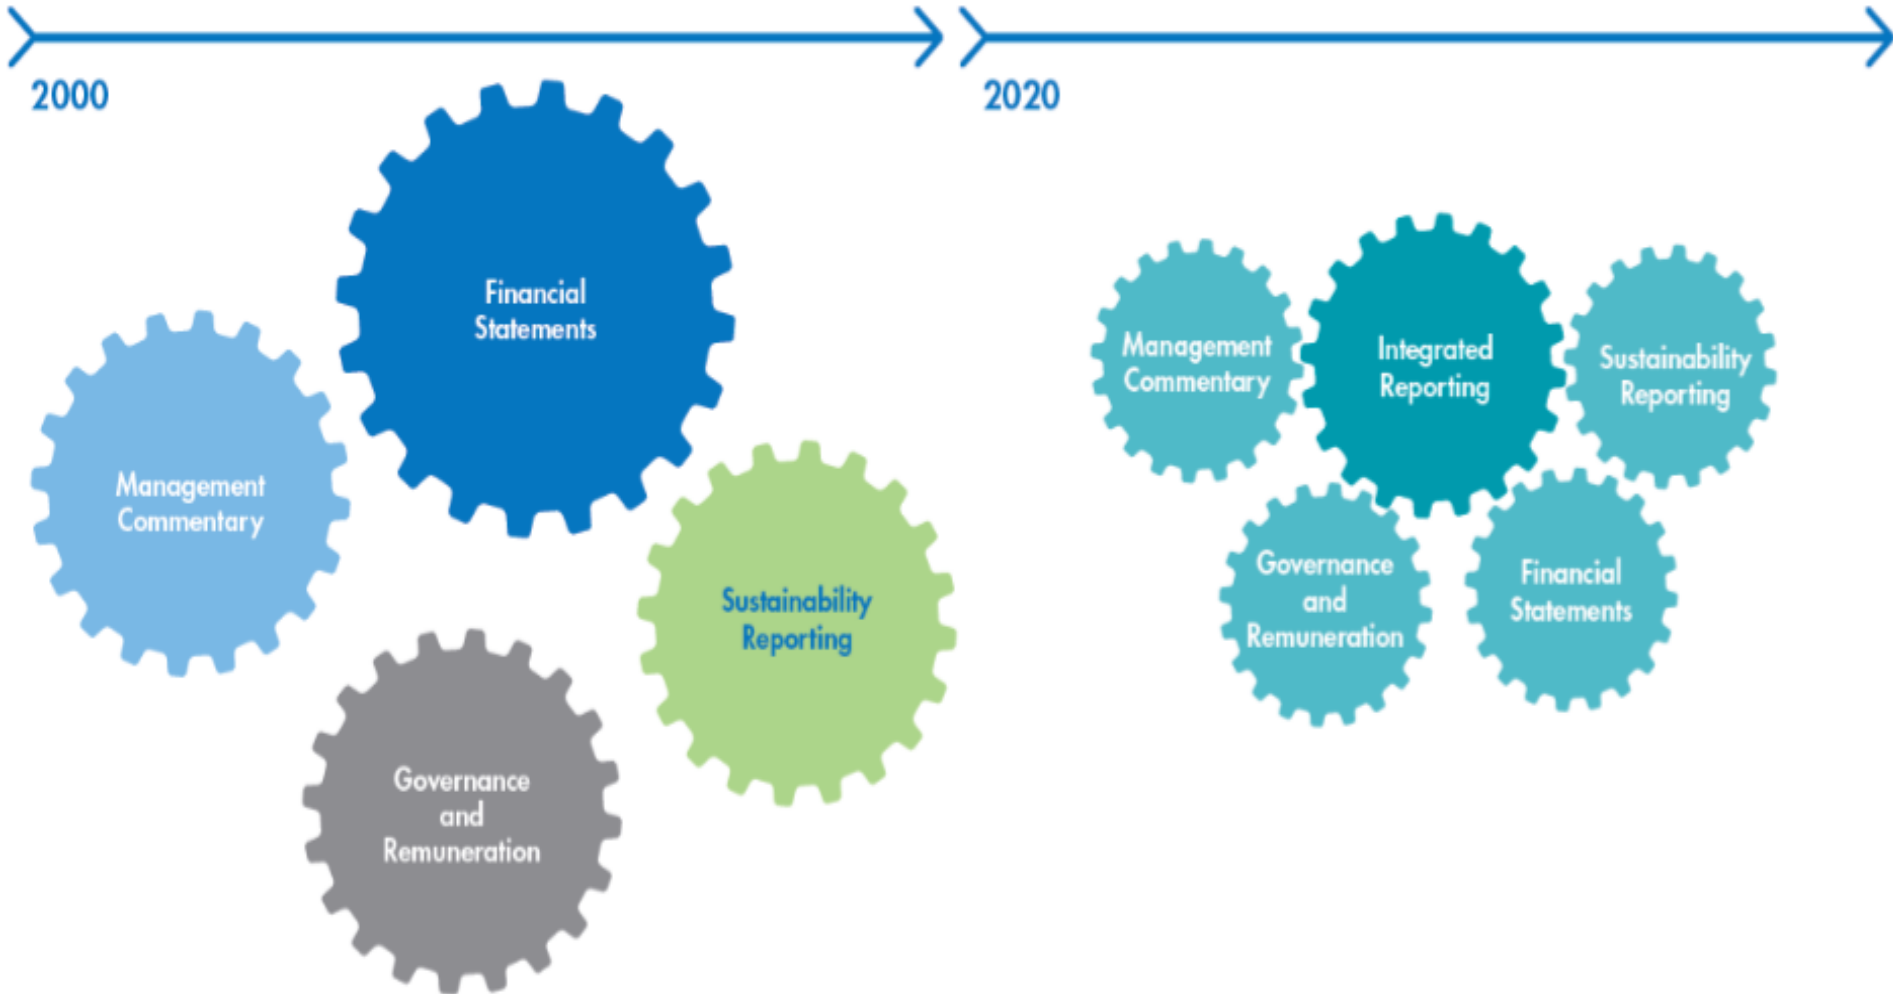 2000
2020
Financial
Statements
Management
Commentary
Sustainability
Reporting
Governance
and
Remuneration
Management
Commentary
Integrated
Reporting
Sustainability
Reporting
Governance
and
Remuneration
Financial
Statements